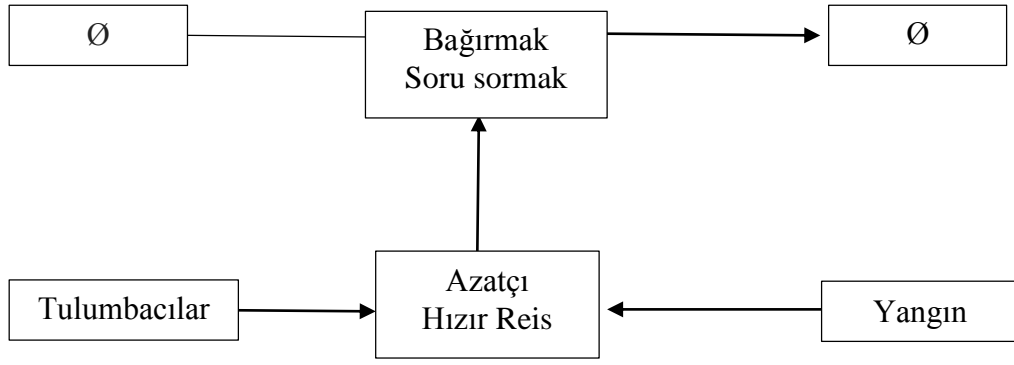 Ø
Bağırmak
Soru sormak
Ø
Tulumbacılar
Azatçı
Hızır Reis
Yangın